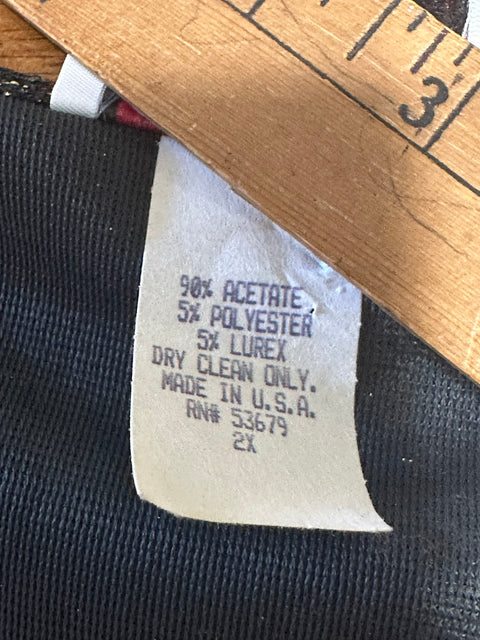 3
90% ACETATE
5% POLYESTER
5% LUREX
DRY CLEAN ONLY.
MADE IN U.S.A.
RN# 53679
2X